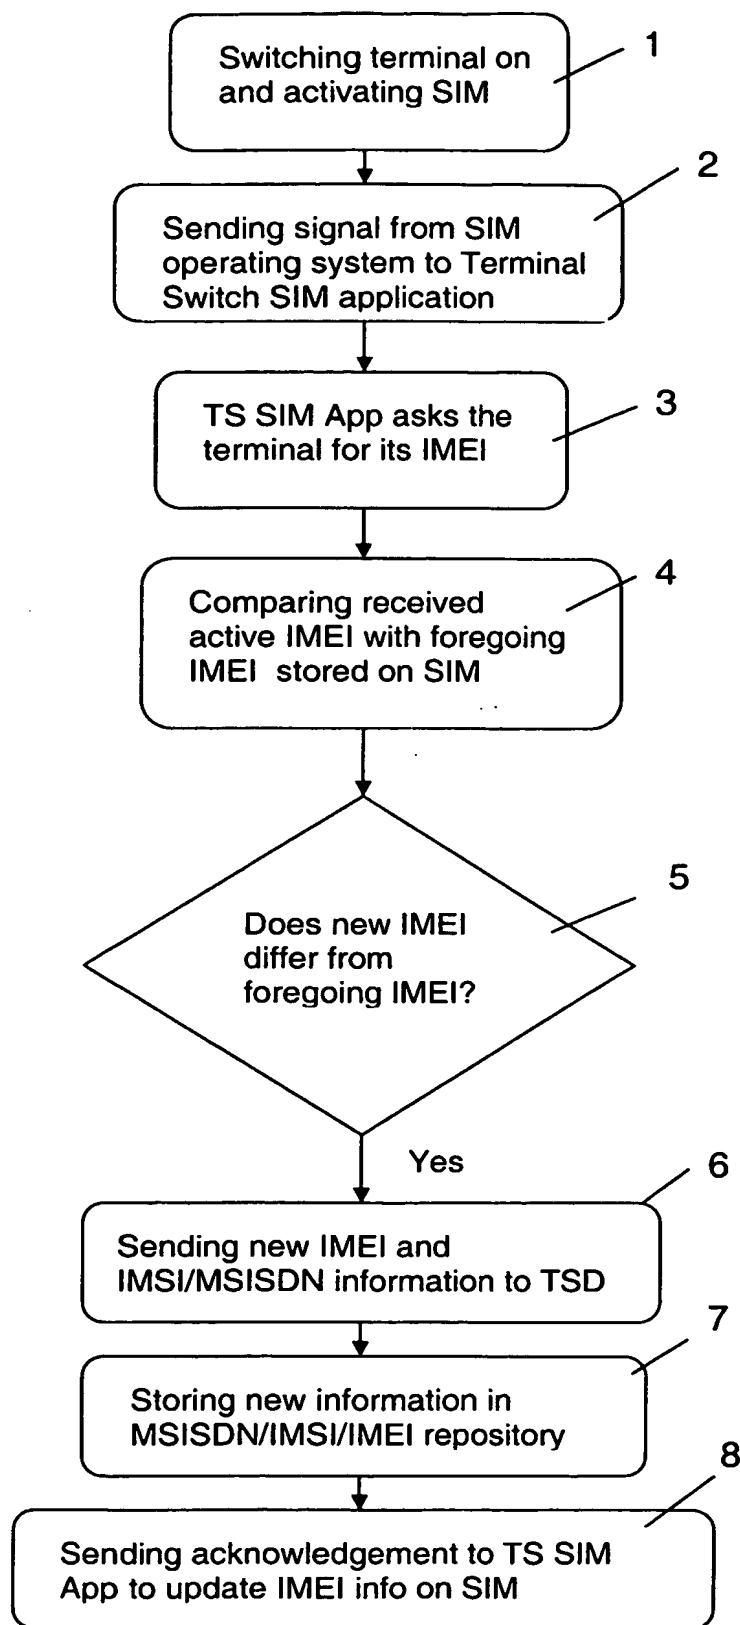 1
Switching terminal on
and activating SIM
2
Sending signal from SIM
operating system to Terminal
Switch SIM application
3
TS SIM App asks the
terminal for its IMEI
4
Comparing received
active IMEI with foregoing
IMEI stored on SIM
5
Does new IMEI
differ from
foregoing IMEI?
Yes
6
Sending new IMEI and
IMSI/MSISDN information to TSD
7
Storing new information in
MSISDN/IMSI/IMEI repository
8
Sending acknowledgement to TS SIM
App to update IMEI info on SIM